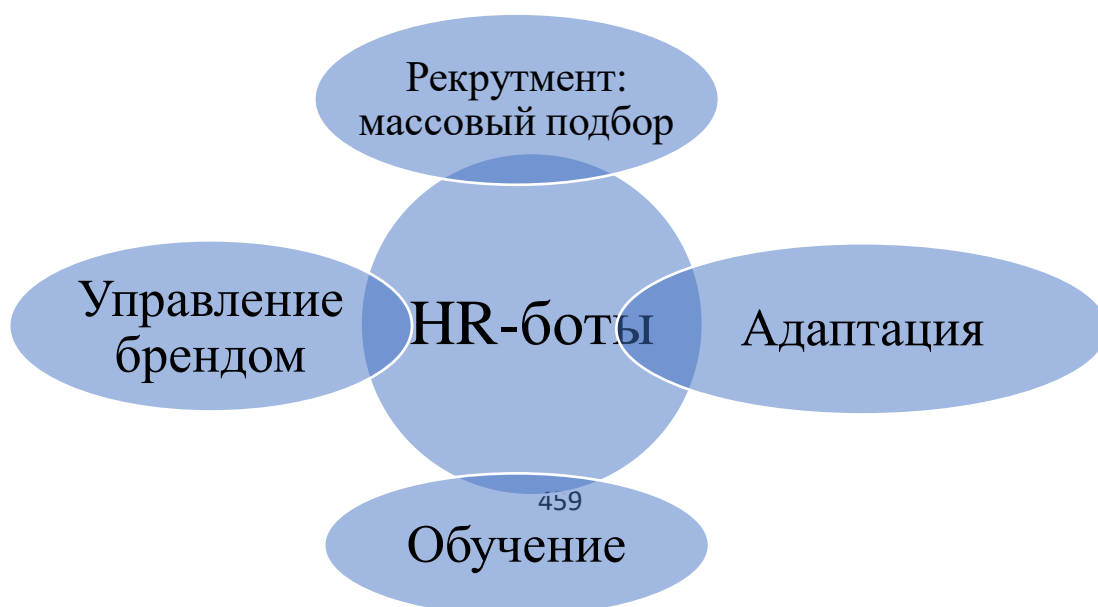 Рекрутмент:
массовый подбор
Управление
брендом
HR-боты
Адаптация
459
Обучение